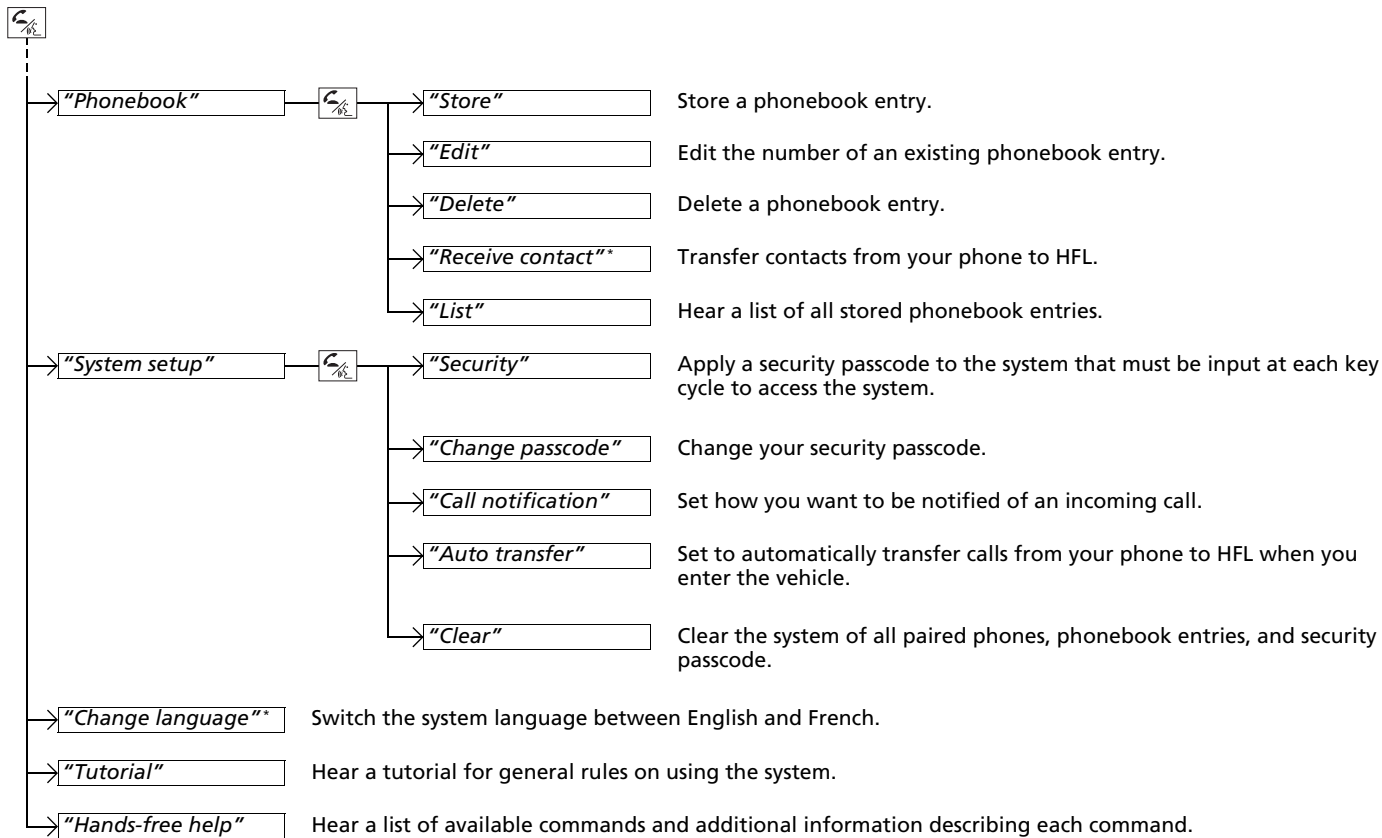 "Phonebook"
"Store" Store a phonebook entry.
"Edit" Edit the number of an existing phonebook entry.
"Delete" Delete a phonebook entry.
"Receive contact"* Transfer contacts from your phone to HFL.
"List" Hear a list of all stored phonebook entries.
"System setup"
"Security" Apply a security passcode to the system that must be input at each key
cycle to access the system.
"Change passcode" Change your security passcode.
"Call notification" Set how you want to be notified of an incoming call.
"Auto transfer" Set to automatically transfer calls from your phone to HFL when you
enter the vehicle.
"Clear" Clear the system of all paired phones, phonebook entries, and security
passcode.
"Change language"* Switch the system language between English and French.
"Tutorial" Hear a tutorial for general rules on using the system.
"Hands-free help" Hear a list of available commands and additional information describing each command.